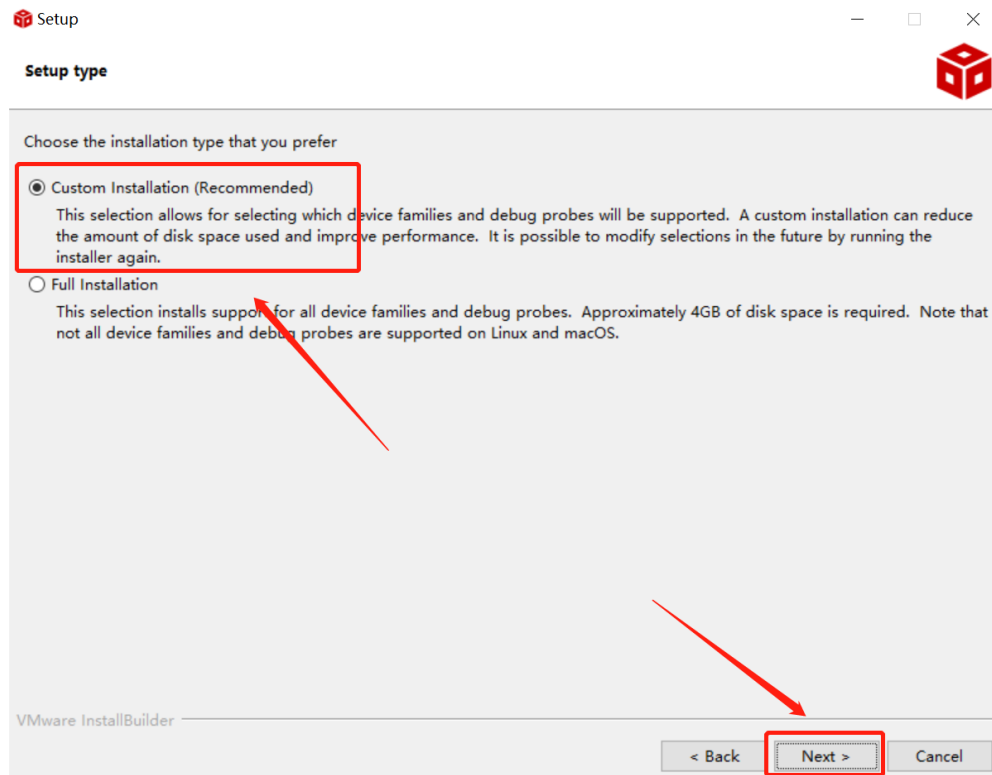 Setup
Setup type
Choose the installation type that you prefer
Custom Installation (Recommended)
This selection allows for selecting which device families and debug probes will be supported.  A custom installation can reduce
the amount of disk space used and improve performance.  It is possible to modify selections in the future by running the
installer again.
Full Installation
This selection installs support for all device families and debug probes.  Approximately 4GB of disk space is required.  Note that
not all device families and debug probes are supported on Linux and macOS.
VMware InstallBuilder
< Back Next > Cancel